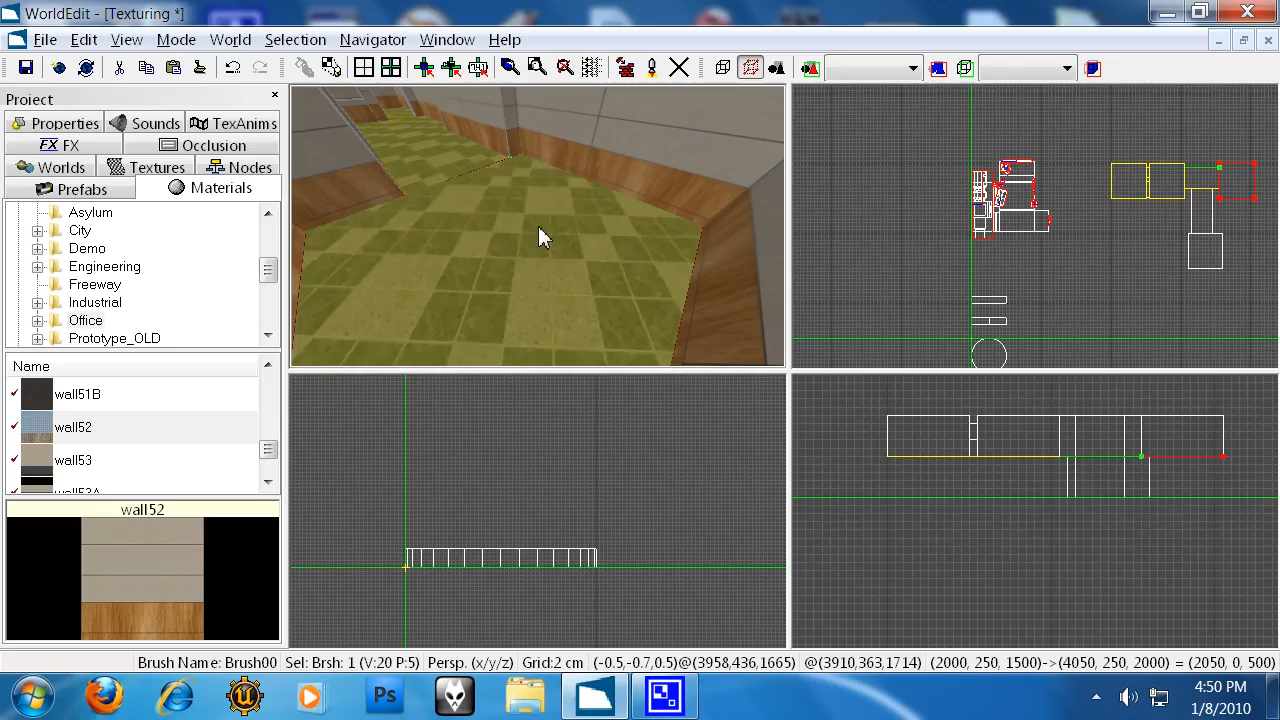 WorldEdit - [Texturing *]
File Edit View Mode World Selection Navigator Window Help
Project
Properties Sounds TexAnims
FX FX Occlusion
Worlds Textures Nodes
Prefabs Materials
Asylum
City
Demo
Engineering
Freeway
Industrial
Office
Prototype_OLD
Name
wall51B
wall52
wall53
wall53A
wall52
Brush Name: Brush00 Sel: Brsh: 1 (V:20 P:5) Persp. (x/y/z) Grid:2 cm (-0.5,-0.7,0.5)@(3958,436,1665) @(3910,363,1714) (2000, 250, 1500)->(4050, 250, 2000) = (2050, 0, 500)
Ps
4:50 PM
1/8/2010